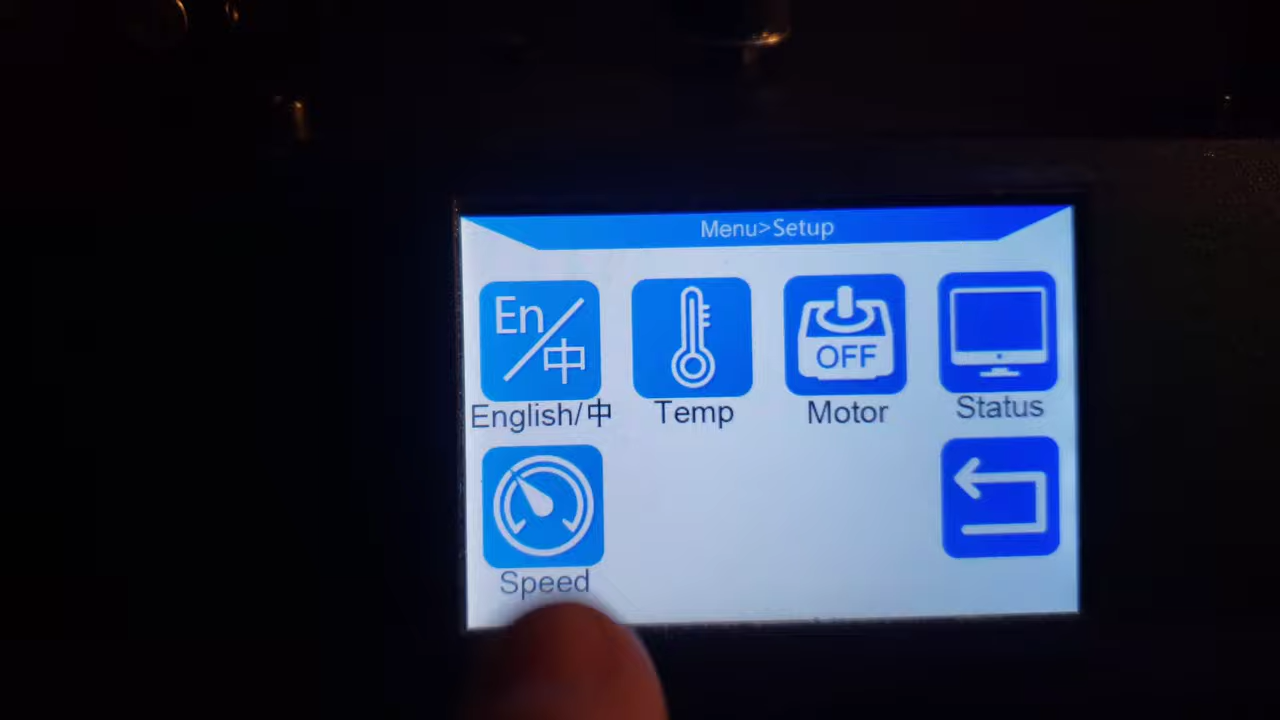 Menu>Setup
En/中
OFF
English/中
Temp
Motor
Status
Speed